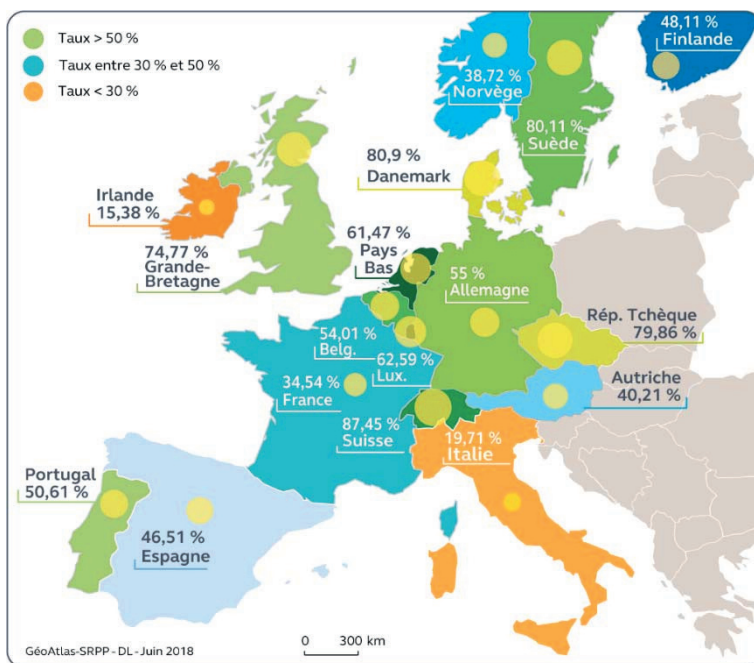 Taux > 50 %
Taux entre 30 % et 50 %
Taux < 30 %
48,11 %
Finlande
38,72 %
Norvège
80,11 %
Suède
80,9 %
Danemark
Irlande
15,38 %
74,77 %
Grande-
Bretagne
61,47 %
Pays
Bas
55 %
Allemagne
Rép. Tchèque
79,86 %
54,01 %
Belg.
62,59 %
Lux.
34,54 %
France
Autriche
40,21 %
87,45 %
Suisse
19,71 %
Italie
Portugal
50,61 %
46,51 %
Espagne
GéoAtlas-SRPP - DL - Juin 2018
0 300 km